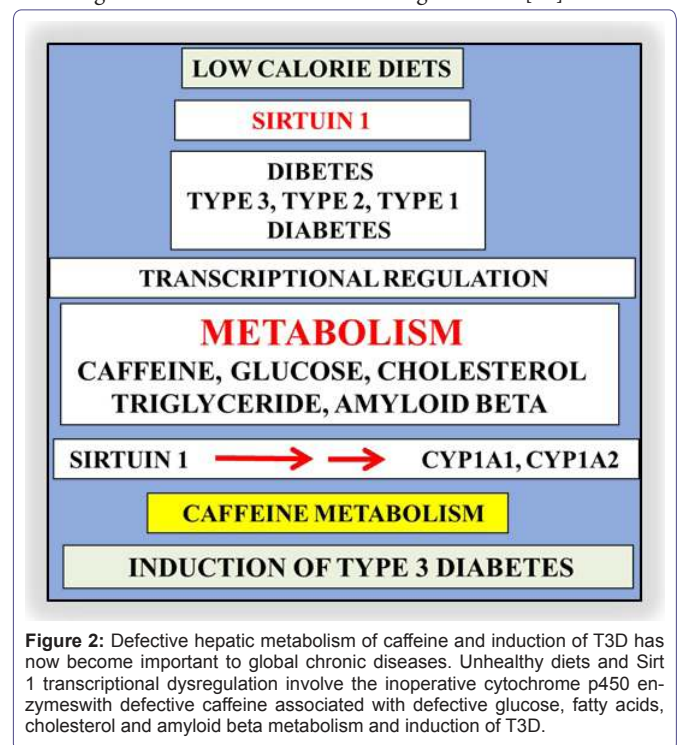 LOW CALORIE DIETS
SIRTUIN 1
DIBETES
TYPE 3, TYPE 2, TYPE 1
DIABETES
TRANSCRIPTIONAL REGULATION
METABOLISM
CAFFEINE, GLUCOSE, CHOLESTEROL
TRIGLYCERIDE, AMYLOID BETA
SIRTUIN 1 CYP1A1, CYP1A2
CAFFEINE METABOLISM
INDUCTION OF TYPE 3 DIABETES
Figure 2: Defective hepatic metabolism of caffeine and induction of T3D has
now become important to global chronic diseases. Unhealthy diets and Sirt
1 transcriptional dysregulation involve the inoperative cytochrome p450 en-
zymeswith defective caffeine associated with defective glucose, fatty acids,
cholesterol and amyloid beta metabolism and induction of T3D.